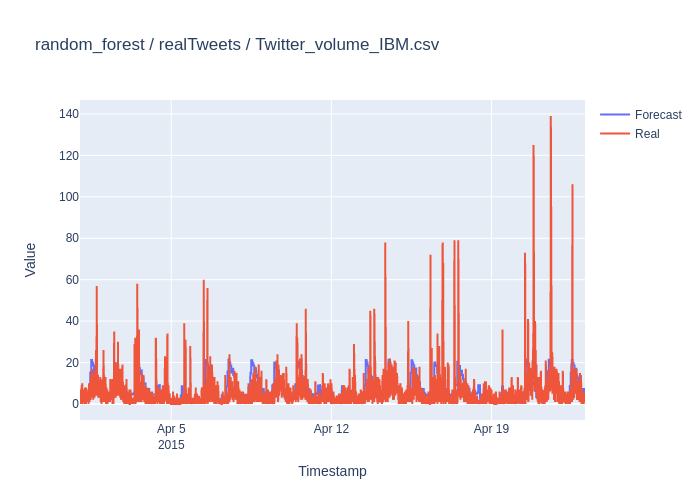 random_forest / realTweets / Twitter_volume_IBM.csv
Forecast
Real
140
120
100
80
60
40
20
0
Value
Apr 5
2015
Apr 12
Apr 19
Timestamp